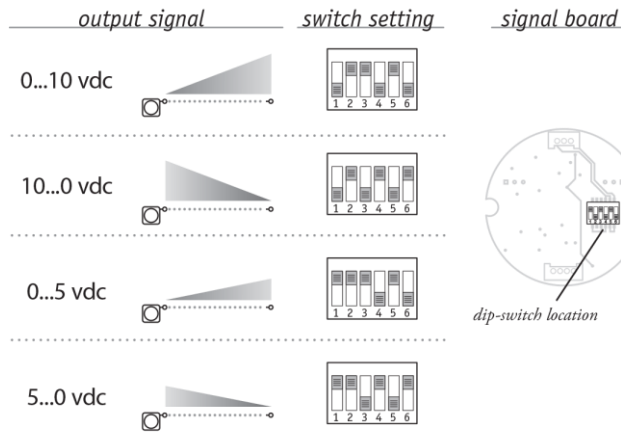 output signal switch setting signal board
0...10 vdc
1 2 3 4 5 6
10...0 vdc
1 2 3 4 5 6
dip-switch location
0...5 vdc
1 2 3 4 5 6
5...0 vdc
1 2 3 4 5 6